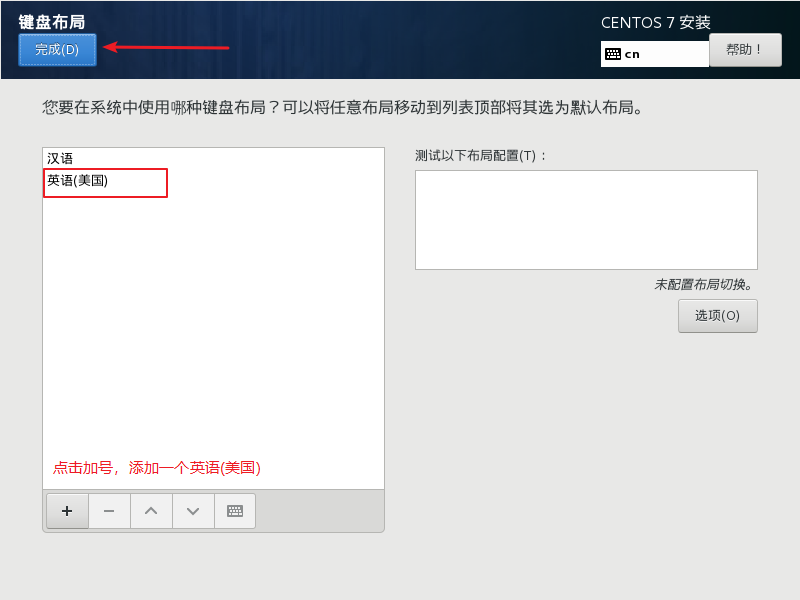 键盘布局
CENTOS 7 安装
完成(D)
cn
帮助！
您要在系统中使用哪种键盘布局？可以将任意布局移动到列表顶部将其选为默认布局。
汉语
测试以下布局配置(T)：
英语(美国)
未配置布局切换。
选项(O)
点击加号，添加一个英语(美国)